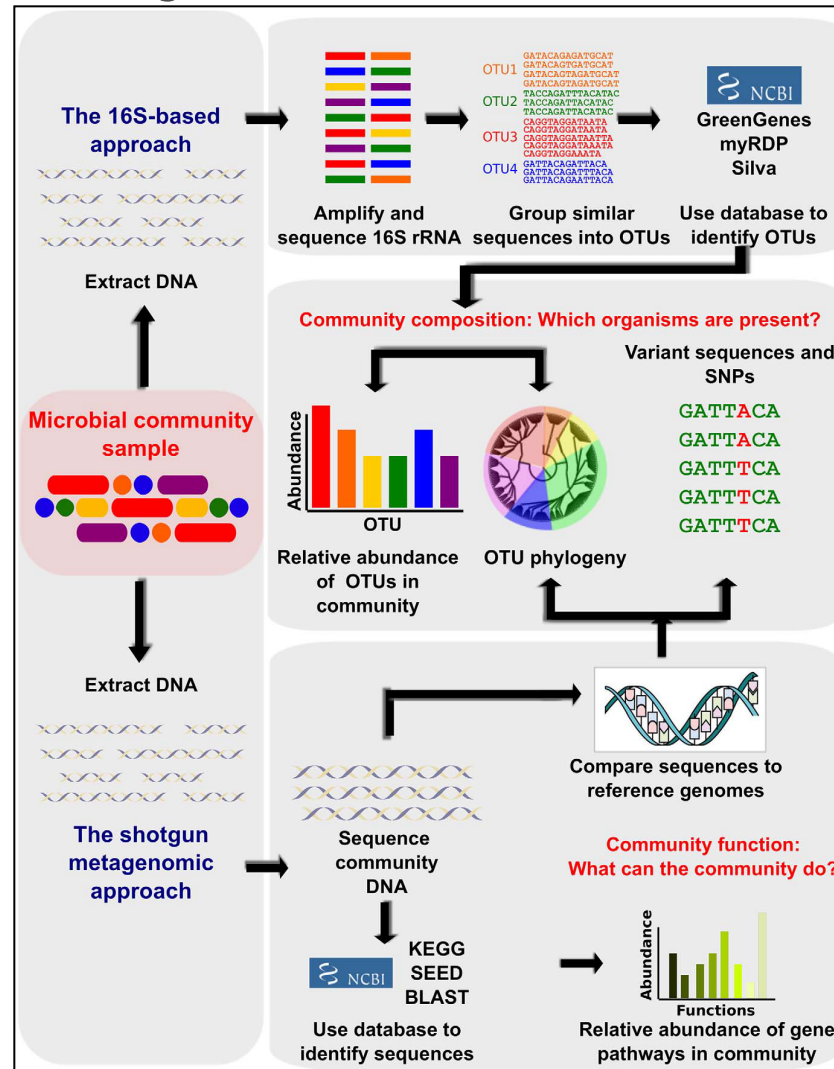 The 16S-based
approach
Extract DNA
OTU1
GATACAGAGATGCAT
GATACAGTGATGCAT
GATACAGTAGATGCAT
GATACAGTGATGCAT
OTU2
TACCAGATTTACATAC
TACCAGATTACATAC
TACCAGATTACATAC
OTU3
CAGGTAGGATAATA
CAGGTAGGATAATA
CAGGTAGGATAATTA
CAGGTAGGATAAATA
CAGGTAGGAAATA
OTU4
GATTACAGATTACA
GATTACAGATTTACA
GATTACAGAATTACA
NCBI
GreenGenes
myRDP
Silva
Amplify and
sequence 16S rRNA
Group similar
sequences into OTUs
Use database to
identify OTUs
Community composition: Which organisms are present?
Microbial community
sample
Abundance
OTU
Relative abundance
of OTUs in
community
OTU phylogeny
Variant sequences and
SNPs
GATTACA
GATTACA
GATTTCA
GATTTCA
GATTTCA
Extract DNA
The shotgun
metagenomic
approach
Sequence
community
DNA
Compare sequences to
reference genomes
NCBI
KEGG
SEED
BLAST
Use database to
identify sequences
Community function:
What can the community do?
Abundance
Functions
Relative abundance of gene
pathways in community